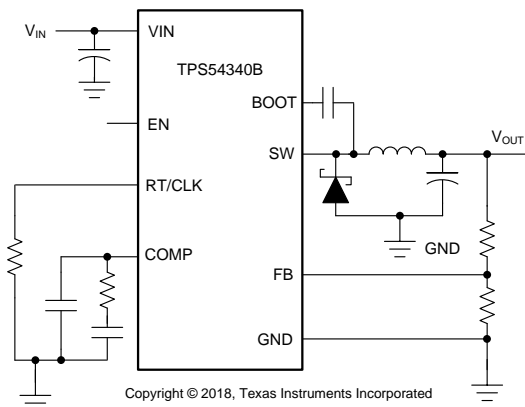 V_IN
VIN
TPS54340B
BOOT
EN
SW
V_OUT
RT/CLK
GND
COMP
FB
GND
Copyright © 2018, Texas Instruments Incorporated